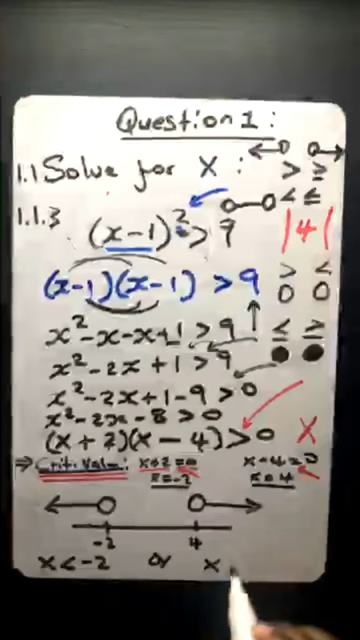 Question 1:
1.1 Solve for x :
> ≥
< ≤
1.1.3
(x-1)² > 9
|4|
(x-1)(x-1) > 9
> <
0 0
x²-x-x+1 > 9
≤ ≥
x²-2x+1 > 9
x²-2x+1-9 > 0
x²-2x-8 > 0
(x+2)(x-4) > 0 X
⇒ Criti.Value: x+2=0 x-4=0
x=-2 x=4
-2 4
x < -2 or x